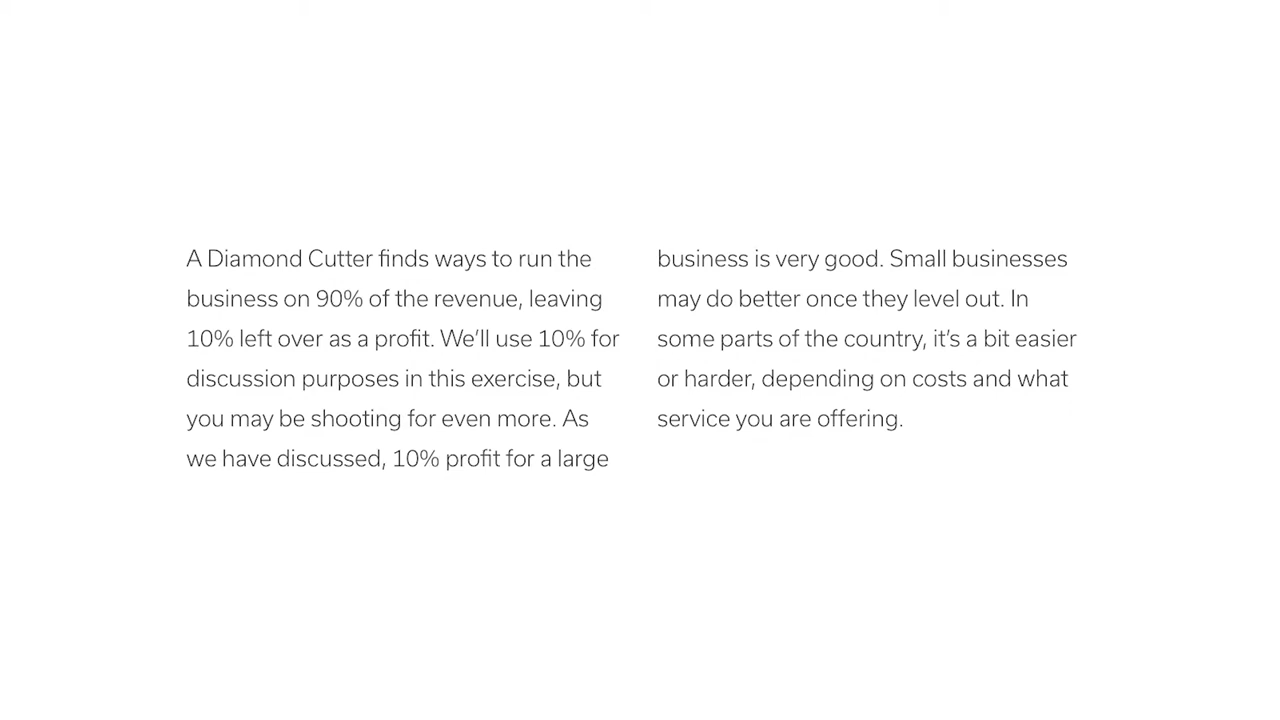 A Diamond Cutter finds ways to run the
business on 90% of the revenue, leaving
10% left over as a profit. We’ll use 10% for
discussion purposes in this exercise, but
you may be shooting for even more. As
we have discussed, 10% profit for a large
business is very good. Small businesses
may do better once they level out. In
some parts of the country, it’s a bit easier
or harder, depending on costs and what
service you are offering.